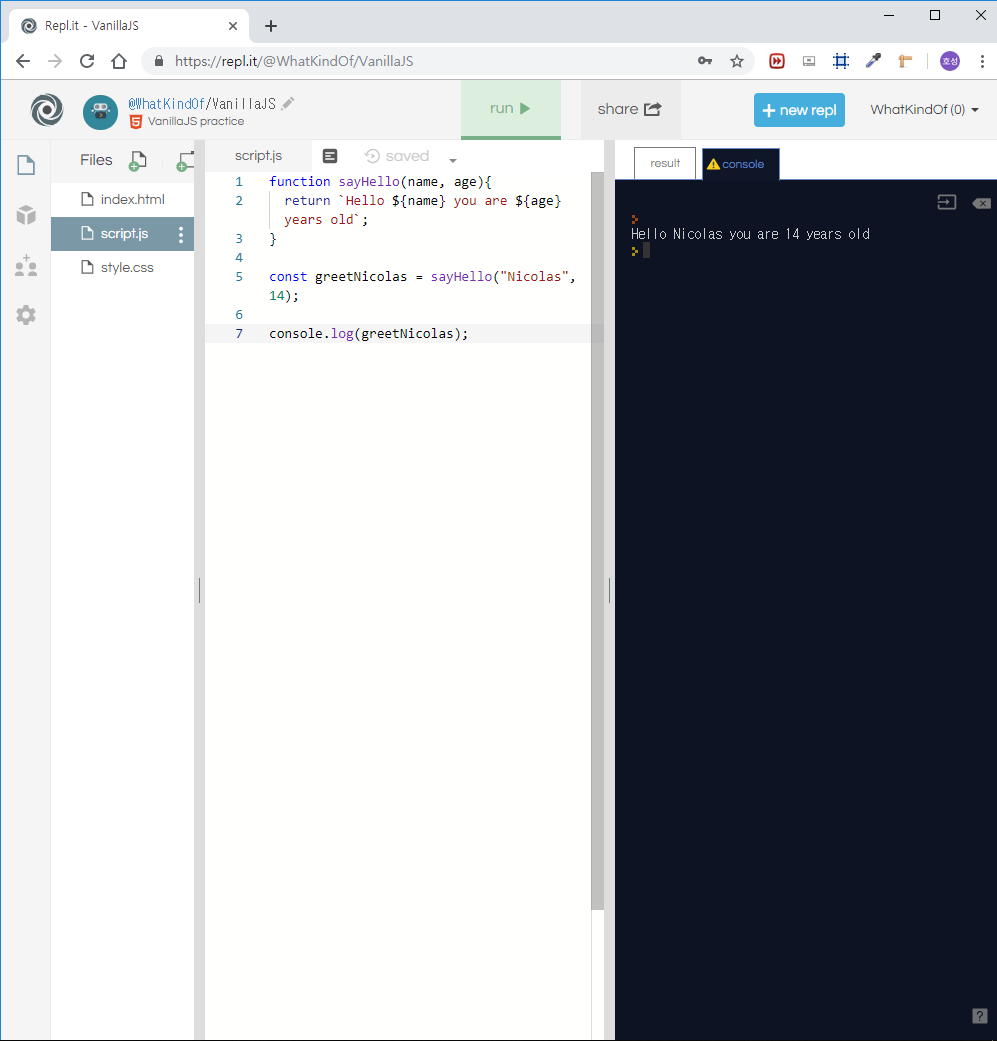 Repl.it - VanillaJS
https://repl.it/@WhatKindOf/VanillaJS
호성
@WhatKindOf/VanillaJS
VanillaJS practice
run
share
+ new repl
WhatKindOf (0)
Files
index.html
script.js
style.css
script.js
saved
1 function sayHello(name, age){
2 return `Hello ${name} you are ${age}
years old`;
3 }
4
5 const greetNicolas = sayHello("Nicolas",
14);
6
7 console.log(greetNicolas);
result
console
>
Hello Nicolas you are 14 years old
>
?